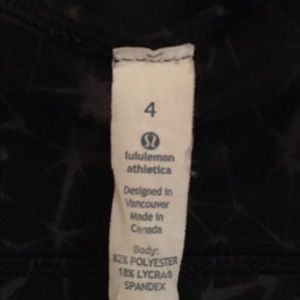 4
lululemon
athletica
Designed in
Vancouver
Made in
Canada
Body:
82% POLYESTER
18% LYCRA®
SPANDEX